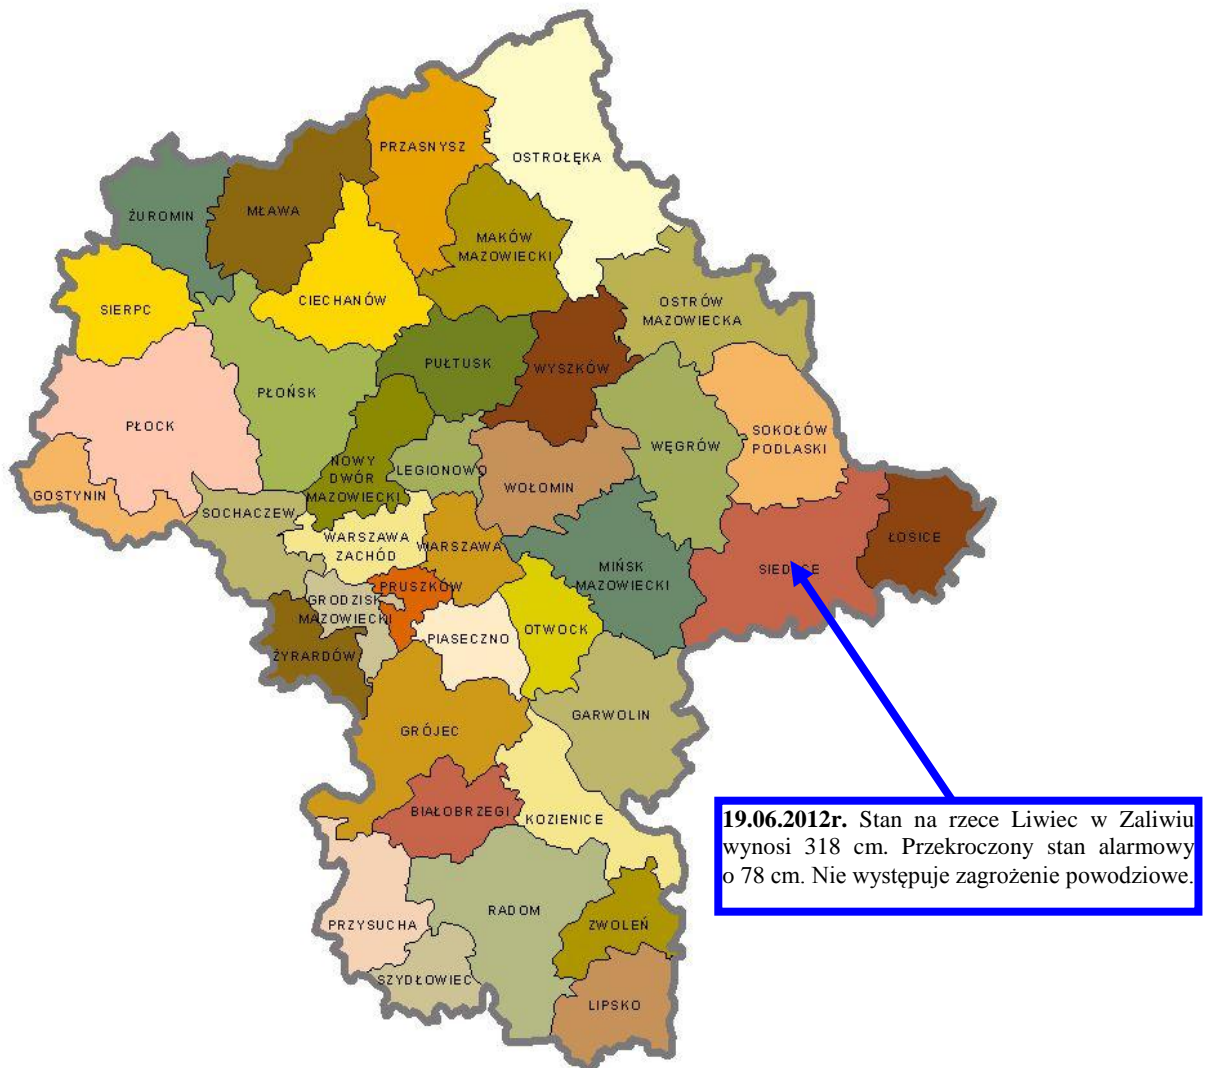 PRZASNYSZ
OSTROŁĘKA
ŻUROMIN
MŁAWA
MAKÓW
MAZOWIECKI
SIERPC
CIECHANÓW
OSTRÓW
MAZOWIECKA
PUŁTUSK
WYSZKÓW
PŁOŃSK
PŁOCK
WĘGRÓW
SOKOŁÓW
PODLASKI
GOSTYNIN
NOWY
DWÓR
MAZOWIECKI
LEGIONOWO
WOŁOMIN
SOCHACZEW
WARSZAWA
ZACHÓD
WARSZAWA
MIŃSK
MAZOWIECKI
SIEDLCE
ŁOSICE
PRUSZKÓW
GRODZISK
MAZOWIECKI
PIASECZNO
OTWOCK
ŻYRARDÓW
GARWOLIN
GRÓJEC
BIAŁOBRZEGI
KOZIENICE
19.06.2012r. Stan na rzece Liwiec w Zaliwiu
wynosi 318 cm. Przekroczony stan alarmowy
o 78 cm. Nie występuje zagrożenie powodziowe.
RADOM
PRZYSUCHA
ZWOLEŃ
SZYDŁOWIEC
LIPSKO